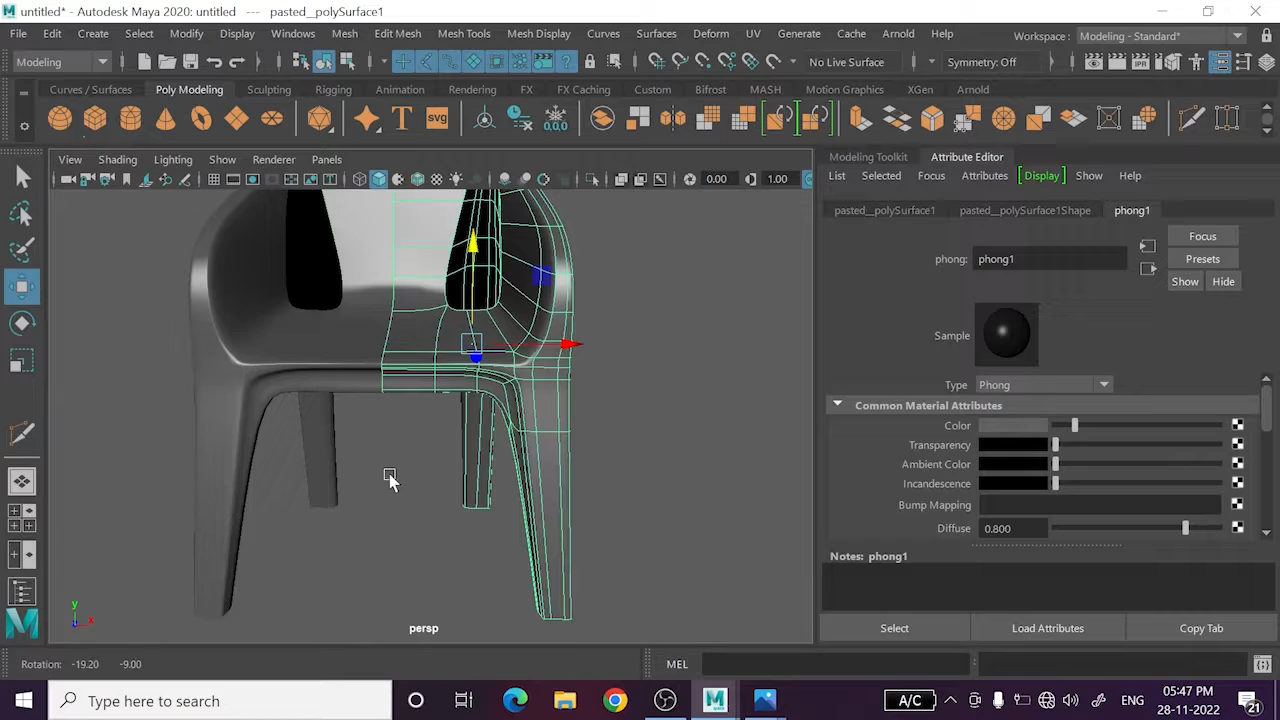 untitled* - Autodesk Maya 2020: untitled --- pasted__polySurface1
File Edit Create Select Modify Display Windows Mesh Edit Mesh Mesh Tools Mesh Display Curves Surfaces Deform UV Generate Cache Arnold Help Workspace : Modeling - Standard*
Modeling No Live Surface Symmetry: Off
Curves / Surfaces Poly Modeling Sculpting Rigging Animation Rendering FX FX Caching Custom Bifrost MASH Motion Graphics XGen Arnold
T svg 0,0,0
View Shading Lighting Show Renderer Panels
0.00 1.00
Modeling Toolkit Attribute Editor
List Selected Focus Attributes Display Show Help
pasted__polySurface1 pasted__polySurface1Shape phong1
phong: phong1
Focus
Presets
Show Hide
Sample
Type Phong
Common Material Attributes
Color
Transparency
Ambient Color
Incandescence
Bump Mapping
Diffuse 0.800
Notes: phong1
Select Load Attributes Copy Tab
y
x
persp
Rotation: -19.20 -9.00
MEL
Type here to search
A/C ENG 05:47 PM
28-11-2022
21